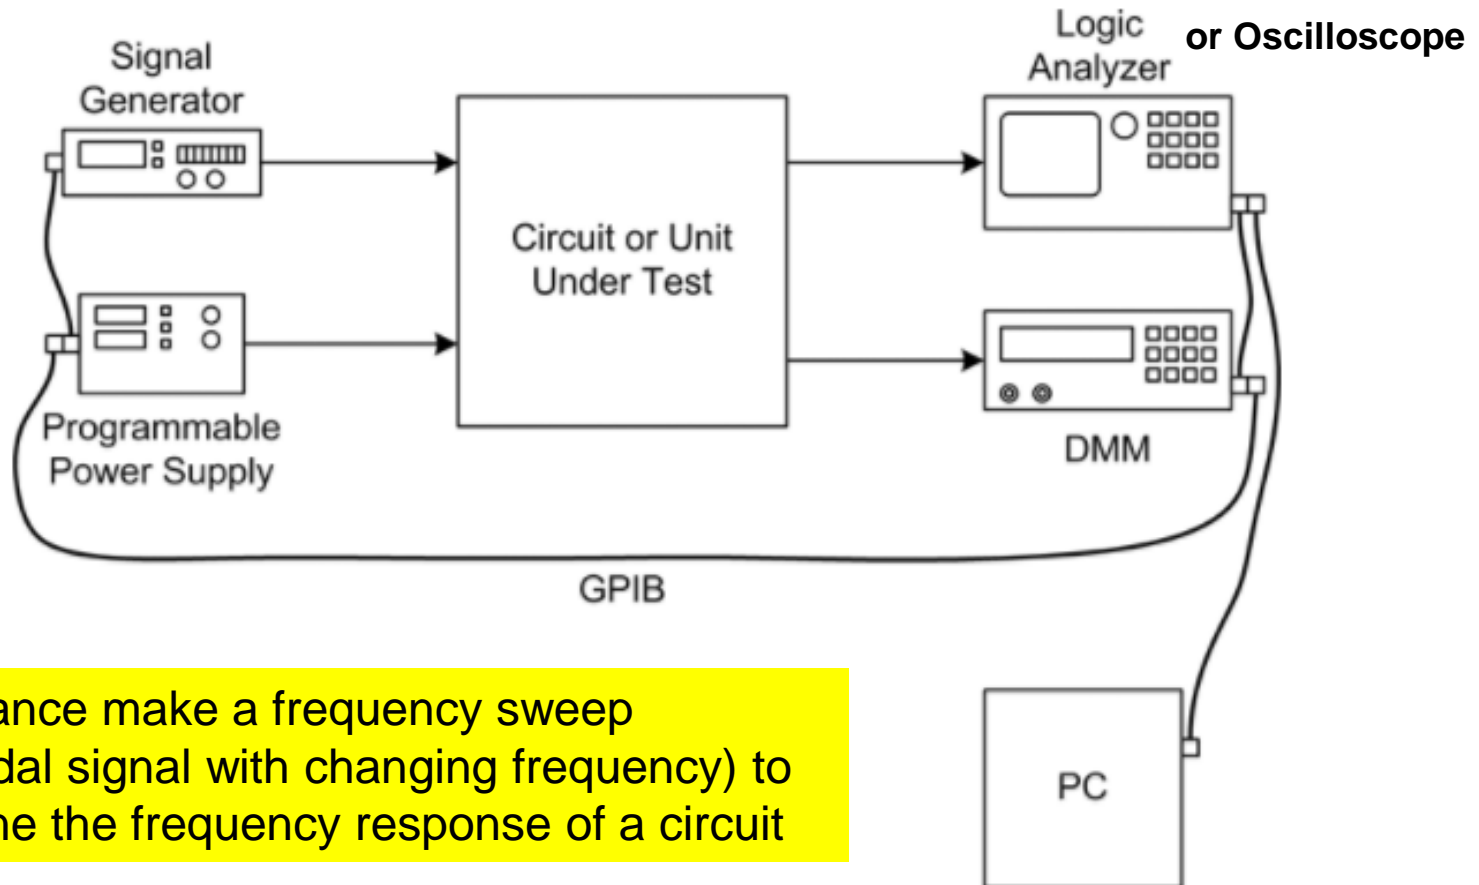 Signal
Generator
Logic
Analyzer
or Oscilloscope
Circuit or Unit
Under Test
Programmable
Power Supply
DMM
GPIB
ance make a frequency sweep
dal signal with changing frequency) to
ne the frequency response of a circuit
PC